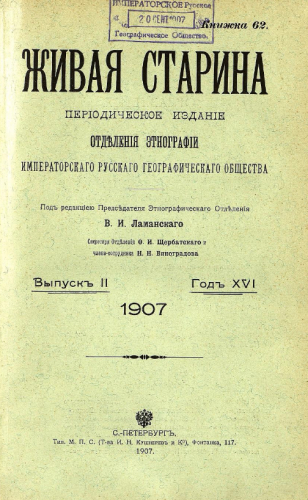 ИМПЕРАТОРСКОЕ Русское
20 СЕНТ 1907
Географическое Общество.
Книжка 62.
ЖИВАЯ СТАРИНА
ПЕРІОДИЧЕСКОЕ ИЗДАНІЕ
ОТДѢЛЕНІЯ ЭТНОГРАФІИ
ИМПЕРАТОРСКАГО РУССКАГО ГЕОГРАФИЧЕСКАГО ОБЩЕСТВА
Подъ редакціею Предсѣдателя Этнографическаго Отдѣленія
В. И. Ламанскаго
Секретаря Отдѣленія Ѳ. И. Щербатскаго и
члена-сотрудника Н. Н. Виноградова
Выпускъ II Годъ XVI
1907
С.-ПЕТЕРБУРГЪ.
Тип. М. П. С. (Т-ва И. Н. Кушнеревъ и К°), Фонтанка, 117.
1907.